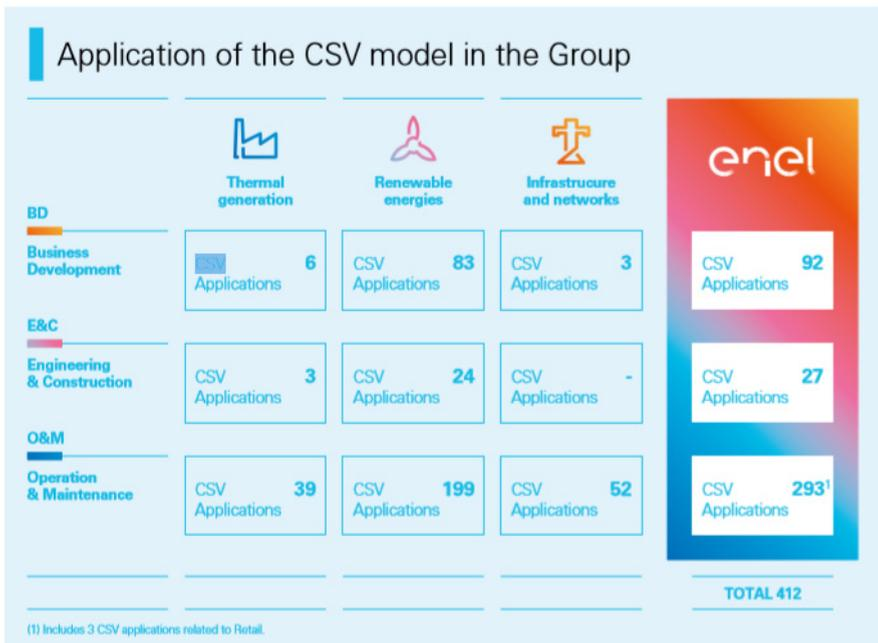 Application of the CSV model in the Group
Thermal
generation
Renewable
energies
Infrastrucure
and networks
enel
BD
Business
Development
CSV 6
Applications
CSV 83
Applications
CSV 3
Applications
CSV 92
Applications
E&C
Engineering
& Construction
CSV 3
Applications
CSV 24
Applications
CSV -
Applications
CSV 27
Applications
O&M
Operation
& Maintenance
CSV 39
Applications
CSV 199
Applications
CSV 52
Applications
CSV 293¹
Applications
TOTAL 412
(1) Includes 3 CSV applications related to Retail.